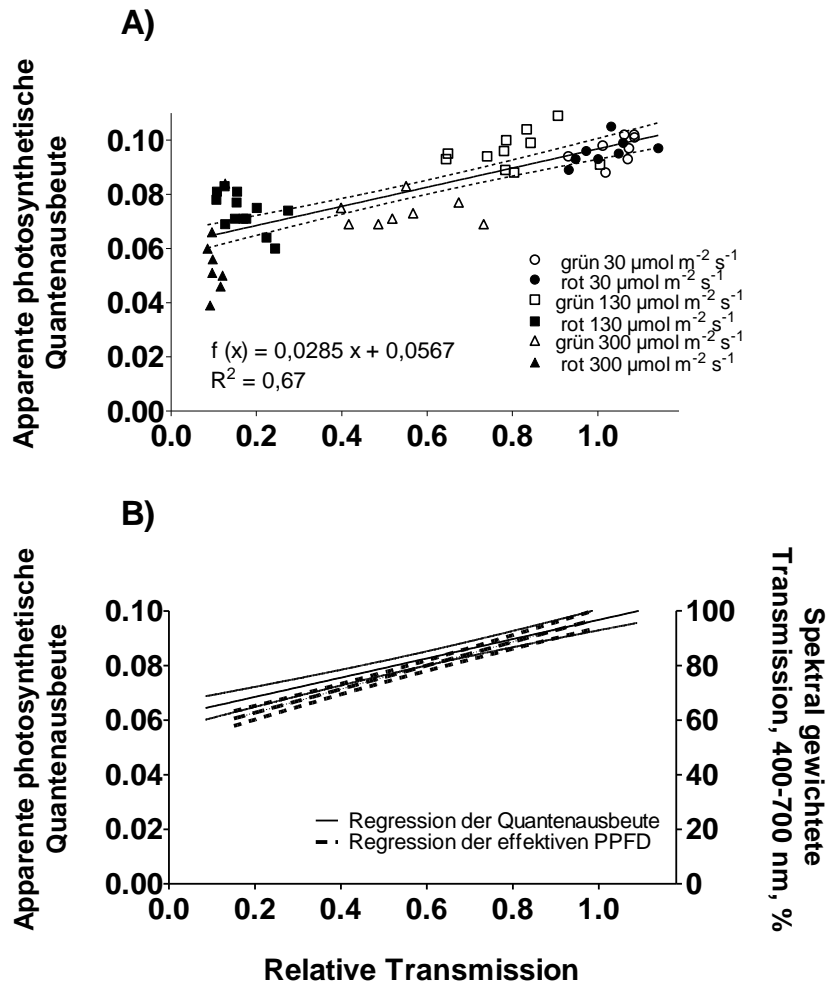 A)
Apparente photosynthetische
Quantenausbeute
0.10
0.08
0.06
0.04
0.02
0.00
0.0 0.2 0.4 0.6 0.8 1.0
grün 30 µmol m⁻² s⁻¹
rot 30 µmol m⁻² s⁻¹
grün 130 µmol m⁻² s⁻¹
rot 130 µmol m⁻² s⁻¹
grün 300 µmol m⁻² s⁻¹
rot 300 µmol m⁻² s⁻¹
f (x) = 0,0285 x + 0,0567
R² = 0,67
B)
Apparente photosynthetische
Quantenausbeute
0.10
0.08
0.06
0.04
0.02
0.00
0.0 0.2 0.4 0.6 0.8 1.0
100
80
60
40
20
0
Spektral gewichtete
Transmission, 400-700 nm, %
Regression der Quantenausbeute
Regression der effektiven PPFD
Relative Transmission